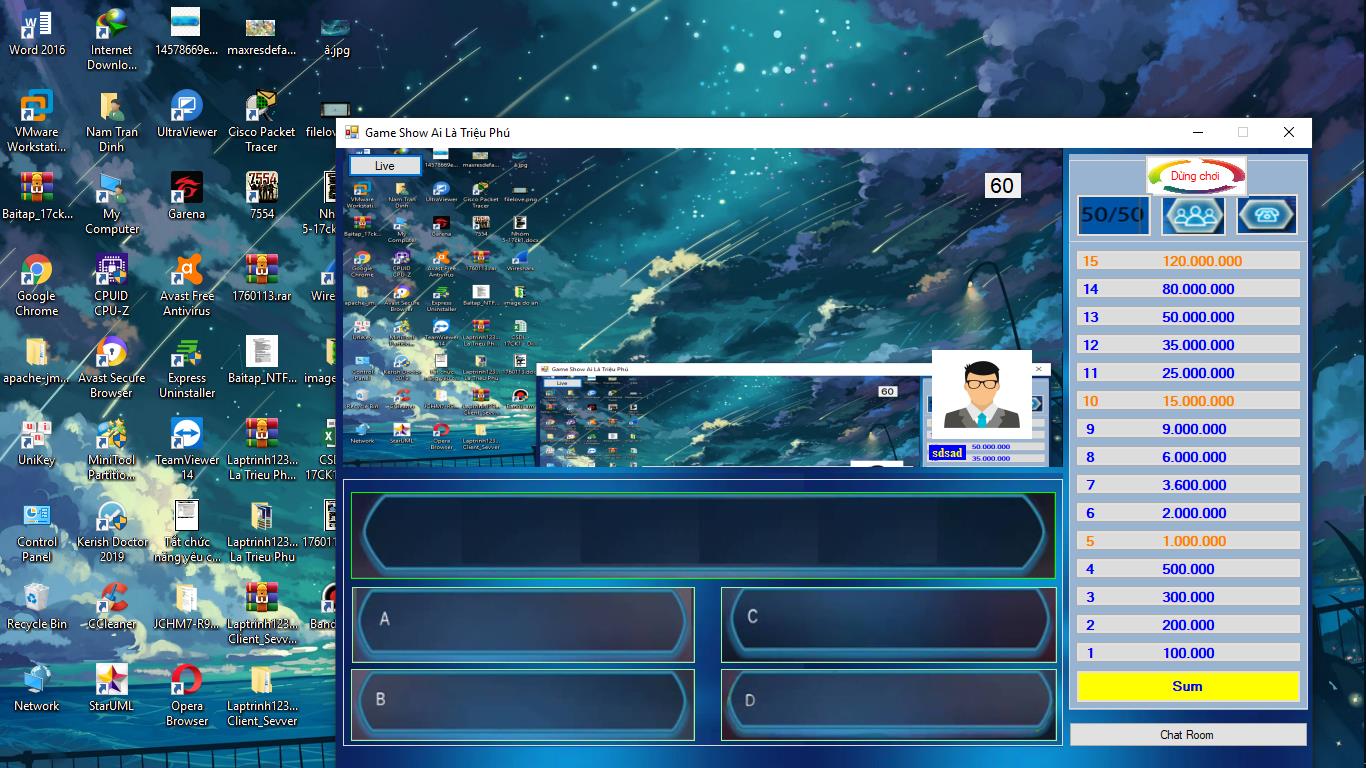 Word 2016
Internet
Downlo...
14578669e...
maxresdefa...
â.jpg
VMware
Workstati...
Nam Tran
Dinh
UltraViewer
Cisco Packet
Tracer
filelov
Baitap_17ck...
My
Computer
Garena
7554
Nh
5-17ck
Google
Chrome
CPUID
CPU-Z
Avast Free
Antivirus
1760113.rar
Wire
apache-jm...
Avast Secure
Browser
Express
Uninstaller
Baitap_NTF...
image
UniKey
MiniTool
Partitio...
TeamViewer
14
Laptrinh123...
La Trieu Ph...
CSD
17CK1
Control
Panel
Kerish Doctor
2019
Tất chức
năng yêu c...
Laptrinh123...
La Trieu Phu
176011
Recycle Bin
CCleaner
JCHM7-R9...
Laptrinh123...
Client_Sevv...
Band
Network
StarUML
Opera
Browser
Laptrinh123...
Client_Sevver
Game Show Ai Là Triệu Phú
Live
60
Game Show Ai Là Triệu Phú
Live
60
sdsad
50.000.000
35.000.000
A
C
B
D
Dừng chơi
50/50
15 120.000.000
14 80.000.000
13 50.000.000
12 35.000.000
11 25.000.000
10 15.000.000
9 9.000.000
8 6.000.000
7 3.600.000
6 2.000.000
5 1.000.000
4 500.000
3 300.000
2 200.000
1 100.000
Sum
Chat Room